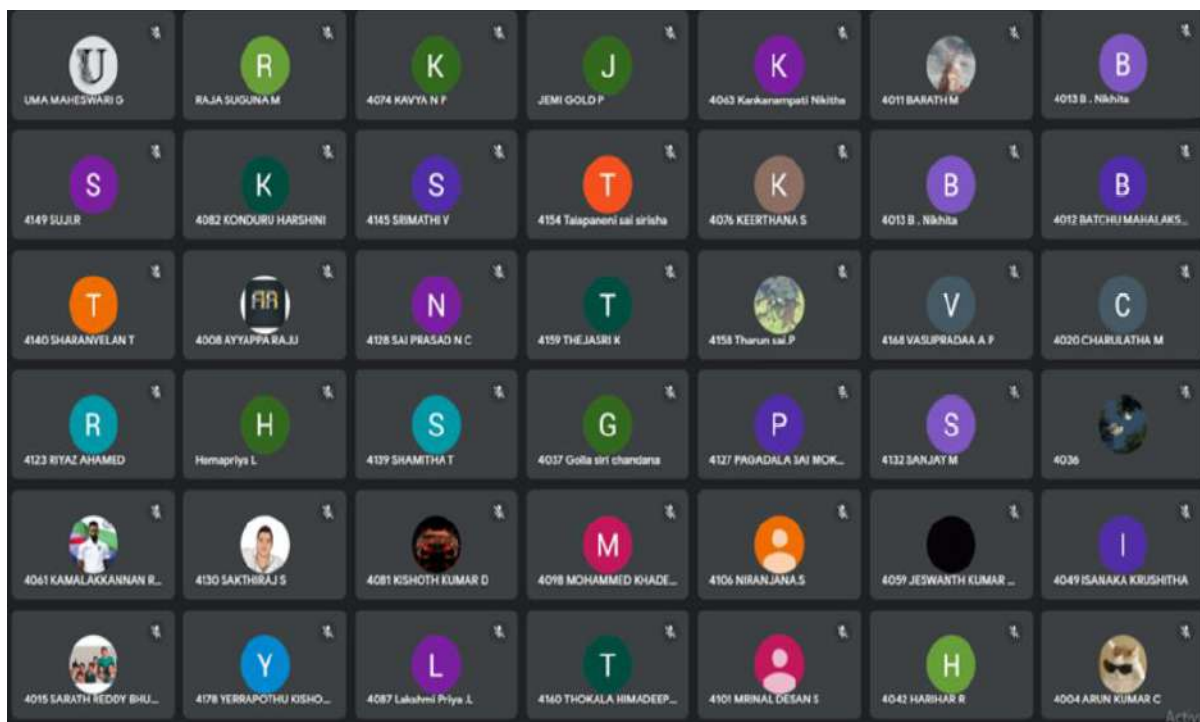 U R K J K B
UMA MAHESWARI G RAJA SUGUNA M 4074 KAVYA N P JEMI GOLD P 4063 Kankanampati Nikitha 4011 BARATH M 4013 B . Nikhita
S K S T K B B
4149 SUJI.R 4082 KONDURU HARSHINI 4145 SRIMATHI V 4154 Talapaneni sai sirisha 4076 KEERTHANA S 4013 B . Nikhita 4012 BATCHU MAHALAKS...
T AR N T V C
4140 SHARANVELAN T 4008 AYYAPPA RAJU 4128 SAI PRASAD N C 4159 THEJASRI K 4158 Tharun sai.P 4168 VASUPRADAA A P 4020 CHARULATHA M
R H S G P S
4123 RIYAZ AHAMED Hemapriya L 4139 SHAMITHA T 4037 Golla siri chandana 4127 PAGADALA SAI MOK... 4132 SANJAY M 4036
M I
4061 KAMALAKKANNAN R... 4130 SAKTHIRAJ S 4081 KISHOTH KUMAR D 4098 MOHAMMED KHADE... 4106 NIRANJANA.S 4059 JESWANTH KUMAR ... 4049 ISANAKA KRUSHITHA
Y L T H
4015 SARATH REDDY BHU... 4178 YERRAPOTHU KISHO... 4087 Lakshmi Priya .L 4160 THOKALA HIMADEEP... 4101 MRINAL DESAN S 4042 HARIHAR R 4004 ARUN KUMAR C